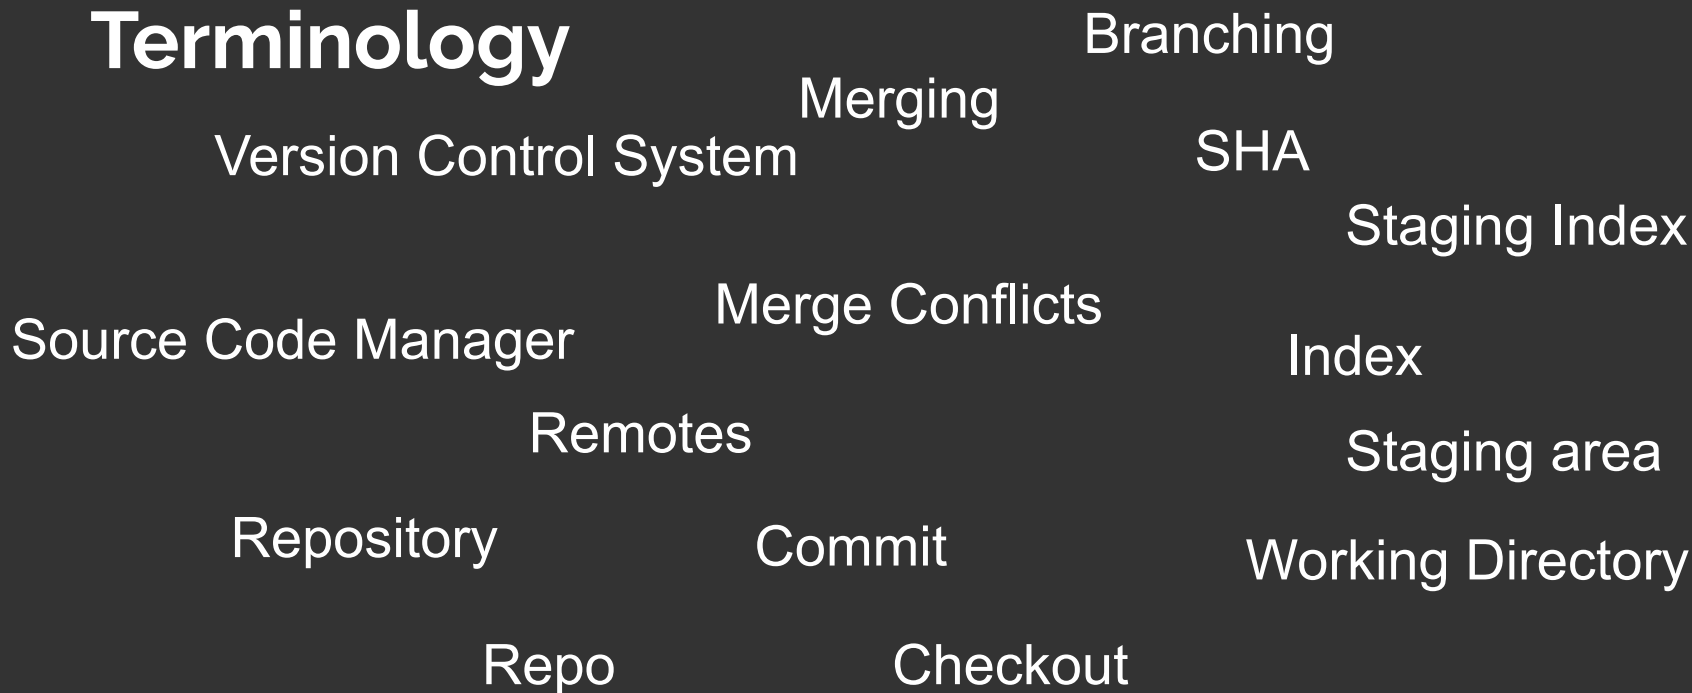 Terminology
Branching
Merging
Version Control System
SHA
Staging Index
Merge Conflicts
Source Code Manager
Index
Remotes
Staging area
Repository
Commit
Working Directory
Repo
Checkout